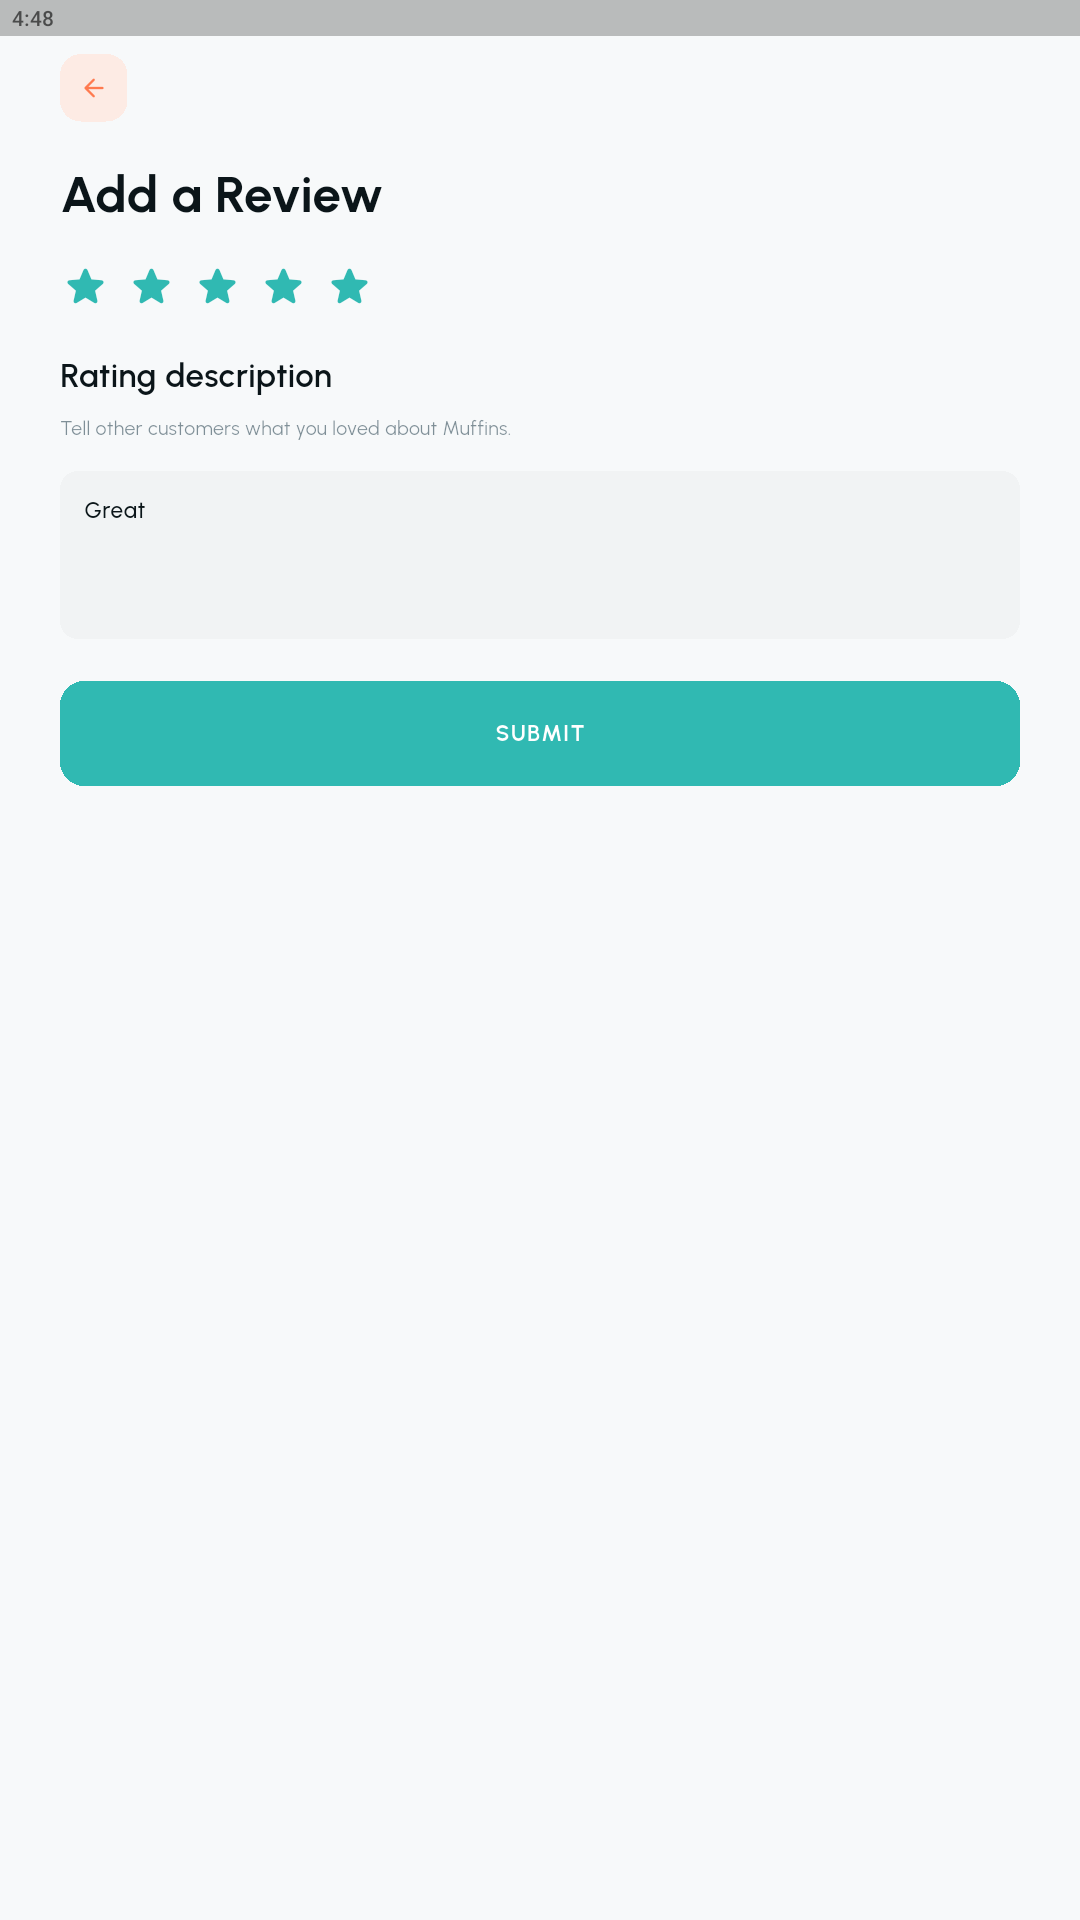 4:48
Add a Review
Rating description
Tell other customers what you loved about Muffins.
Great
SUBMIT